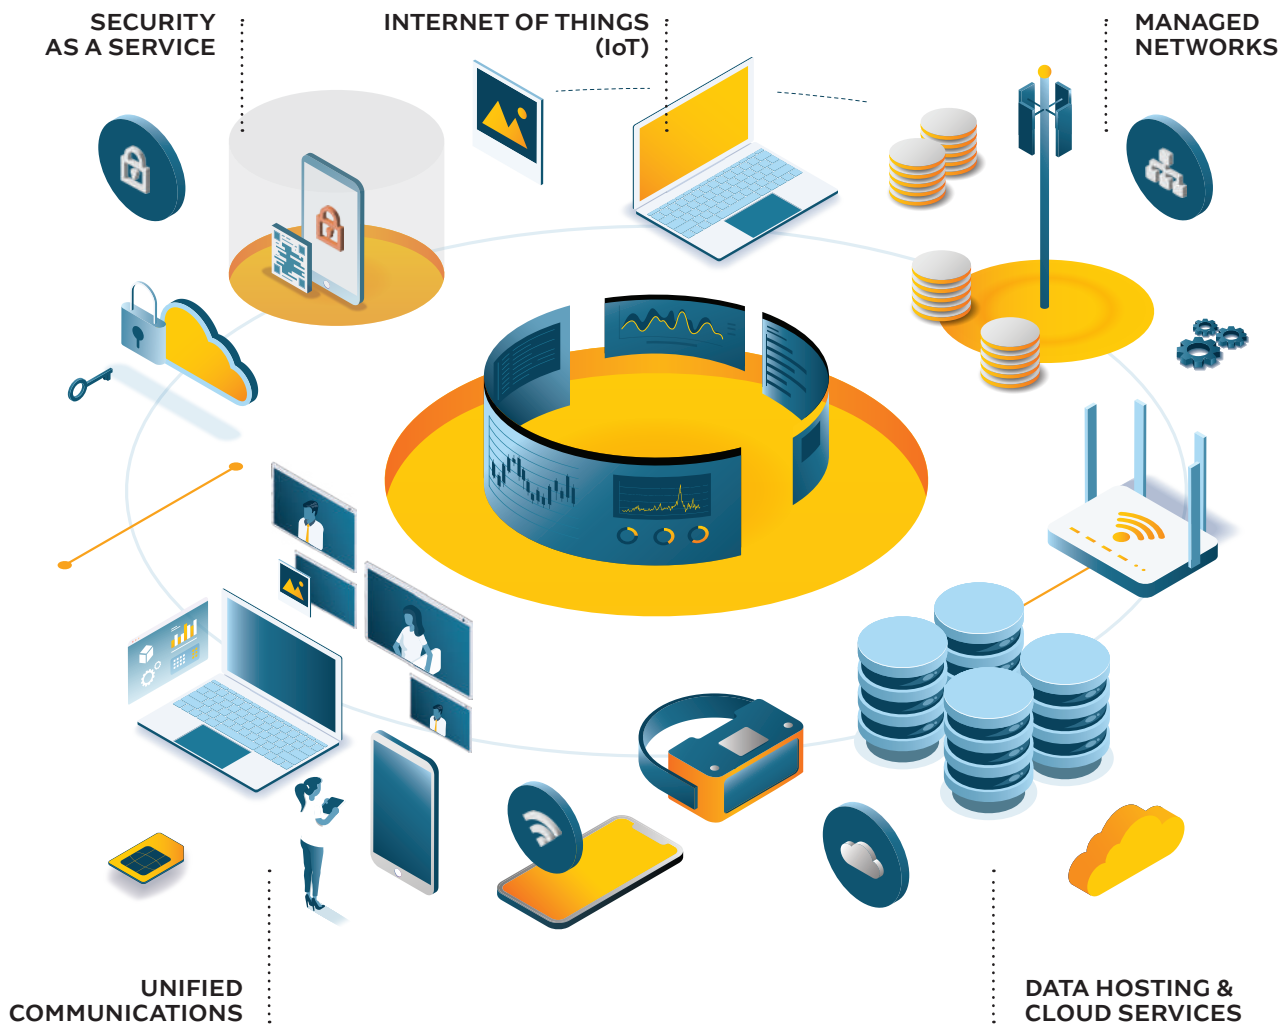 SECURITY
AS A SERVICE
INTERNET OF THINGS
(IoT)
MANAGED
NETWORKS
UNIFIED
COMMUNICATIONS
DATA HOSTING &
CLOUD SERVICES